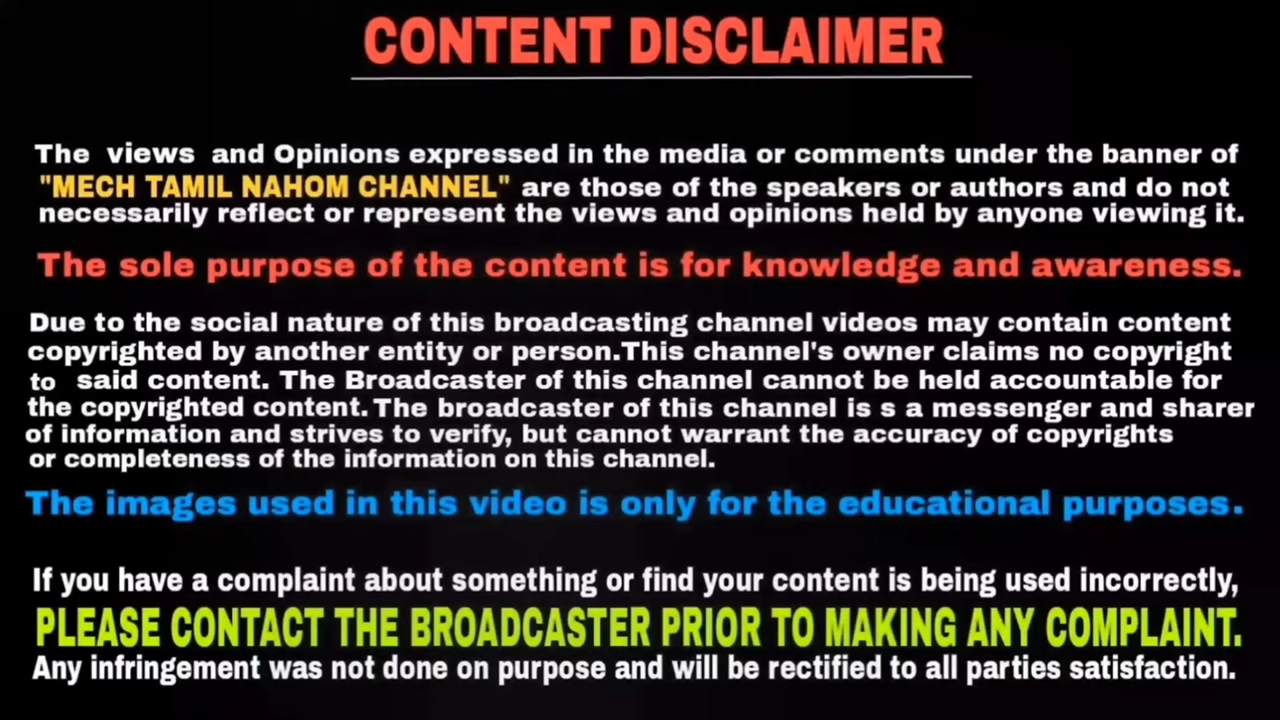 CONTENT DISCLAIMER
The views and Opinions expressed in the media or comments under the banner of
"MECH TAMIL NAHOM CHANNEL" are those of the speakers or authors and do not
necessarily reflect or represent the views and opinions held by anyone viewing it.
The sole purpose of the content is for knowledge and awareness.
Due to the social nature of this broadcasting channel videos may contain content
copyrighted by another entity or person.This channel's owner claims no copyright
to said content. The Broadcaster of this channel cannot be held accountable for
the copyrighted content. The broadcaster of this channel is s a messenger and sharer
of information and strives to verify, but cannot warrant the accuracy of copyrights
or completeness of the information on this channel.
The images used in this video is only for the educational purposes.
If you have a complaint about something or find your content is being used incorrectly,
PLEASE CONTACT THE BROADCASTER PRIOR TO MAKING ANY COMPLAINT.
Any infringement was not done on purpose and will be rectified to all parties satisfaction.